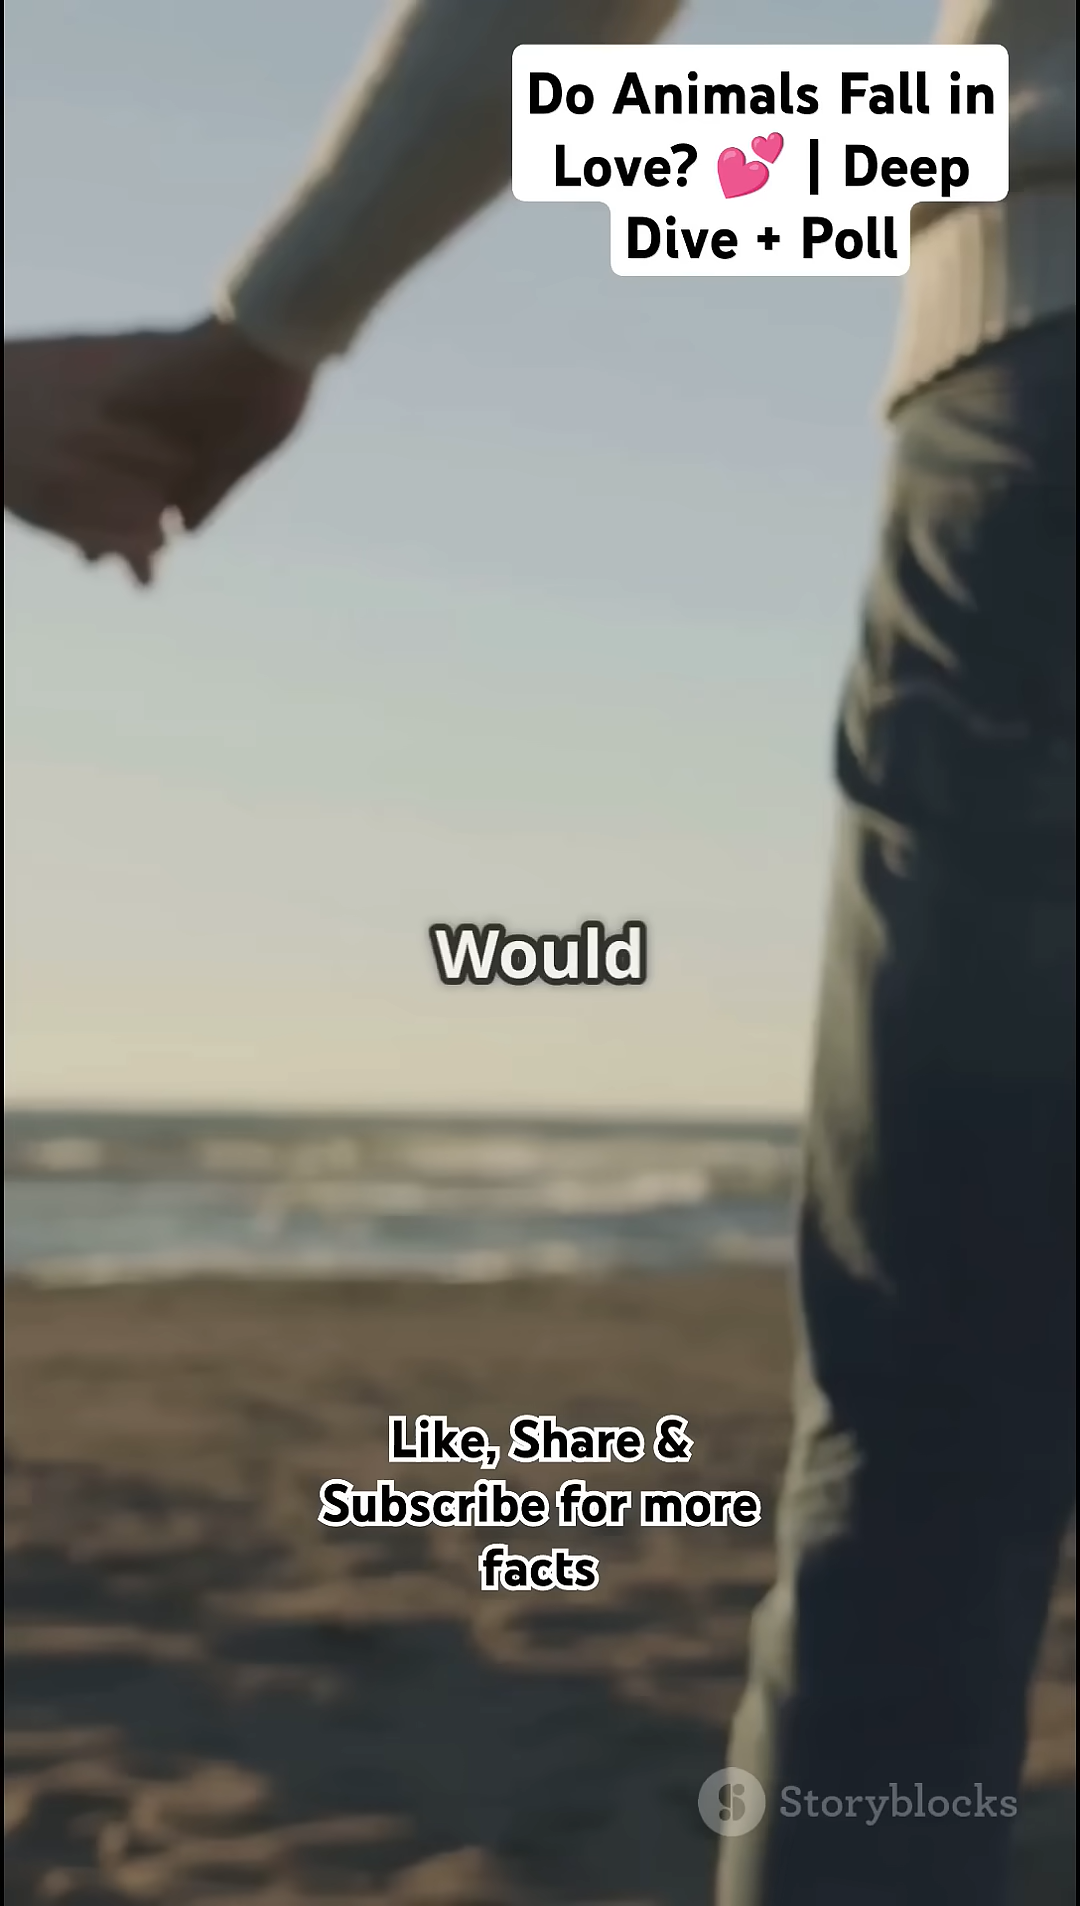 Do Animals Fall in
Love? 💕 | Deep
Dive + Poll
Would
Like, Share &
Subscribe for more
facts
Storyblocks